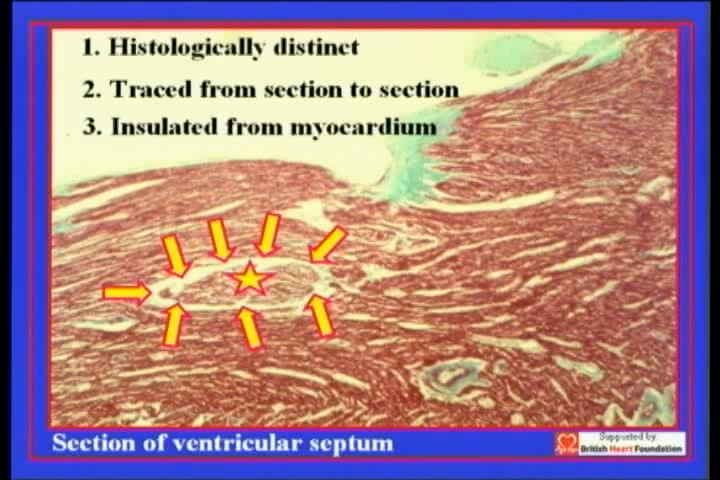 1. Histologically distinct
2. Traced from section to section
3. Insulated from myocardium
Section of ventricular septum
Supported by
British Heart Foundation